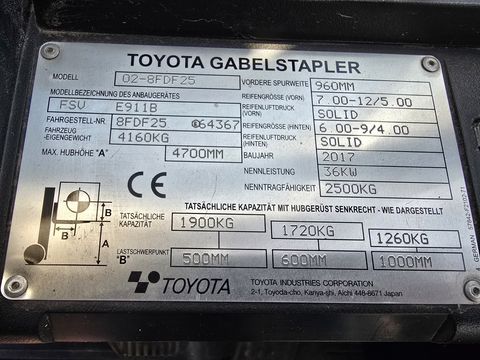 TOYOTA GABELSTAPLER
MODELL 02-8FDF25 VORDERE SPURWEITE 960MM
MODELLBEZEICHNUNG DES ANBAUGERÄTES REIFENGRÖSSE (VORN) 7.00-12/5.00
FSV E911B REIFENLUFTDRUCK (VORN) SOLID
FAHRGESTELL-NR. 8FDF25 64367 REIFENGRÖSSE (HINTEN) 6.00-9/4.00
FAHRZEUG -EIGENGEWICHT 4160KG REIFENLUFTDRUCK (HINTEN) SOLID
MAX. HUBHÖHE "A" 4700MM BAUJAHR 2017
NENNLEISTUNG 36KW
NENNTRAGFÄHIGKEIT 2500KG
CE
TATSÄCHLICHE KAPAZITÄT MIT HUBGERÜST SENKRECHT - WIE DARGESTELLT
TATSÄCHLICHE KAPAZITÄT 1900KG 1720KG 1260KG
LASTSCHWERPUNKT "B" 500MM 600MM 1000MM
B
B
A
TOYOTA
TOYOTA INDUSTRIES CORPORATION
2-1, Toyoda-cho, Kariya-shi, Aichi 448-8671 Japan